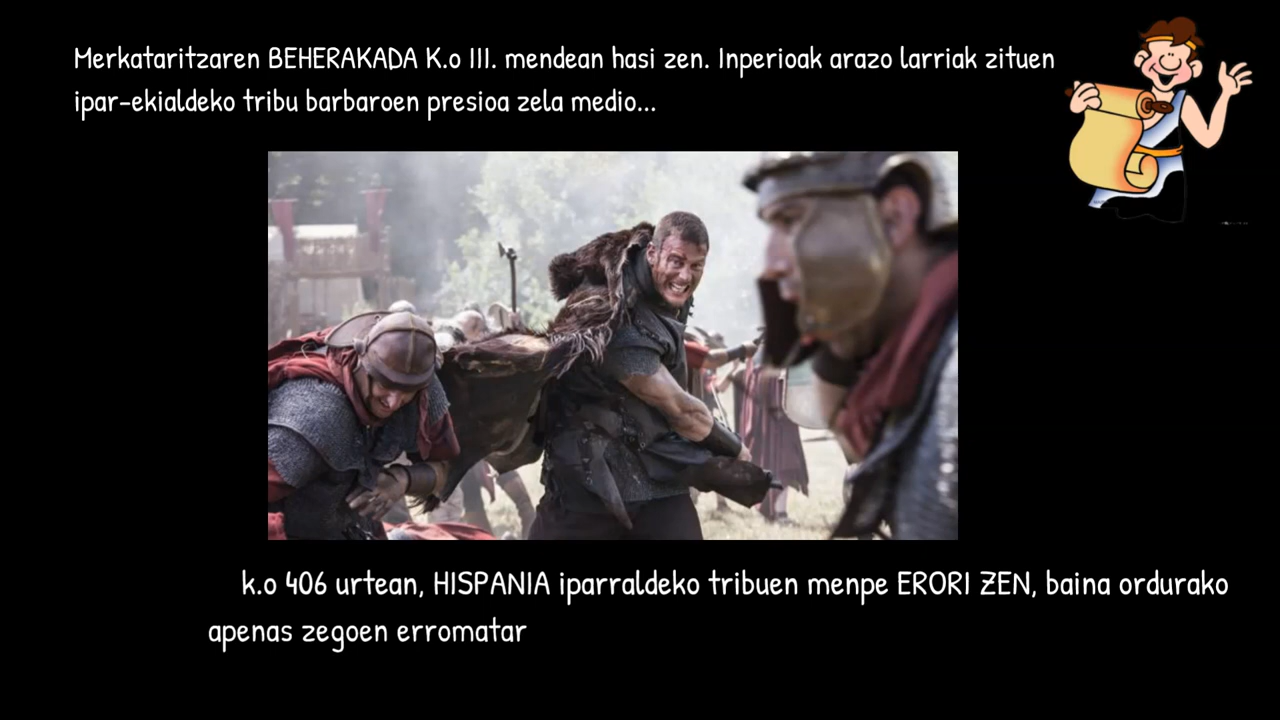 Merkataritzaren BEHERAKADA K.o III. mendean hasi zen. Inperioak arazo larriak zituen
ipar-ekialdeko tribu barbaroen presioa zela medio...
k.o 406 urtean, HISPANIA iparraldeko tribuen menpe ERORI ZEN, baina ordurako
apenas zegoen erromatar